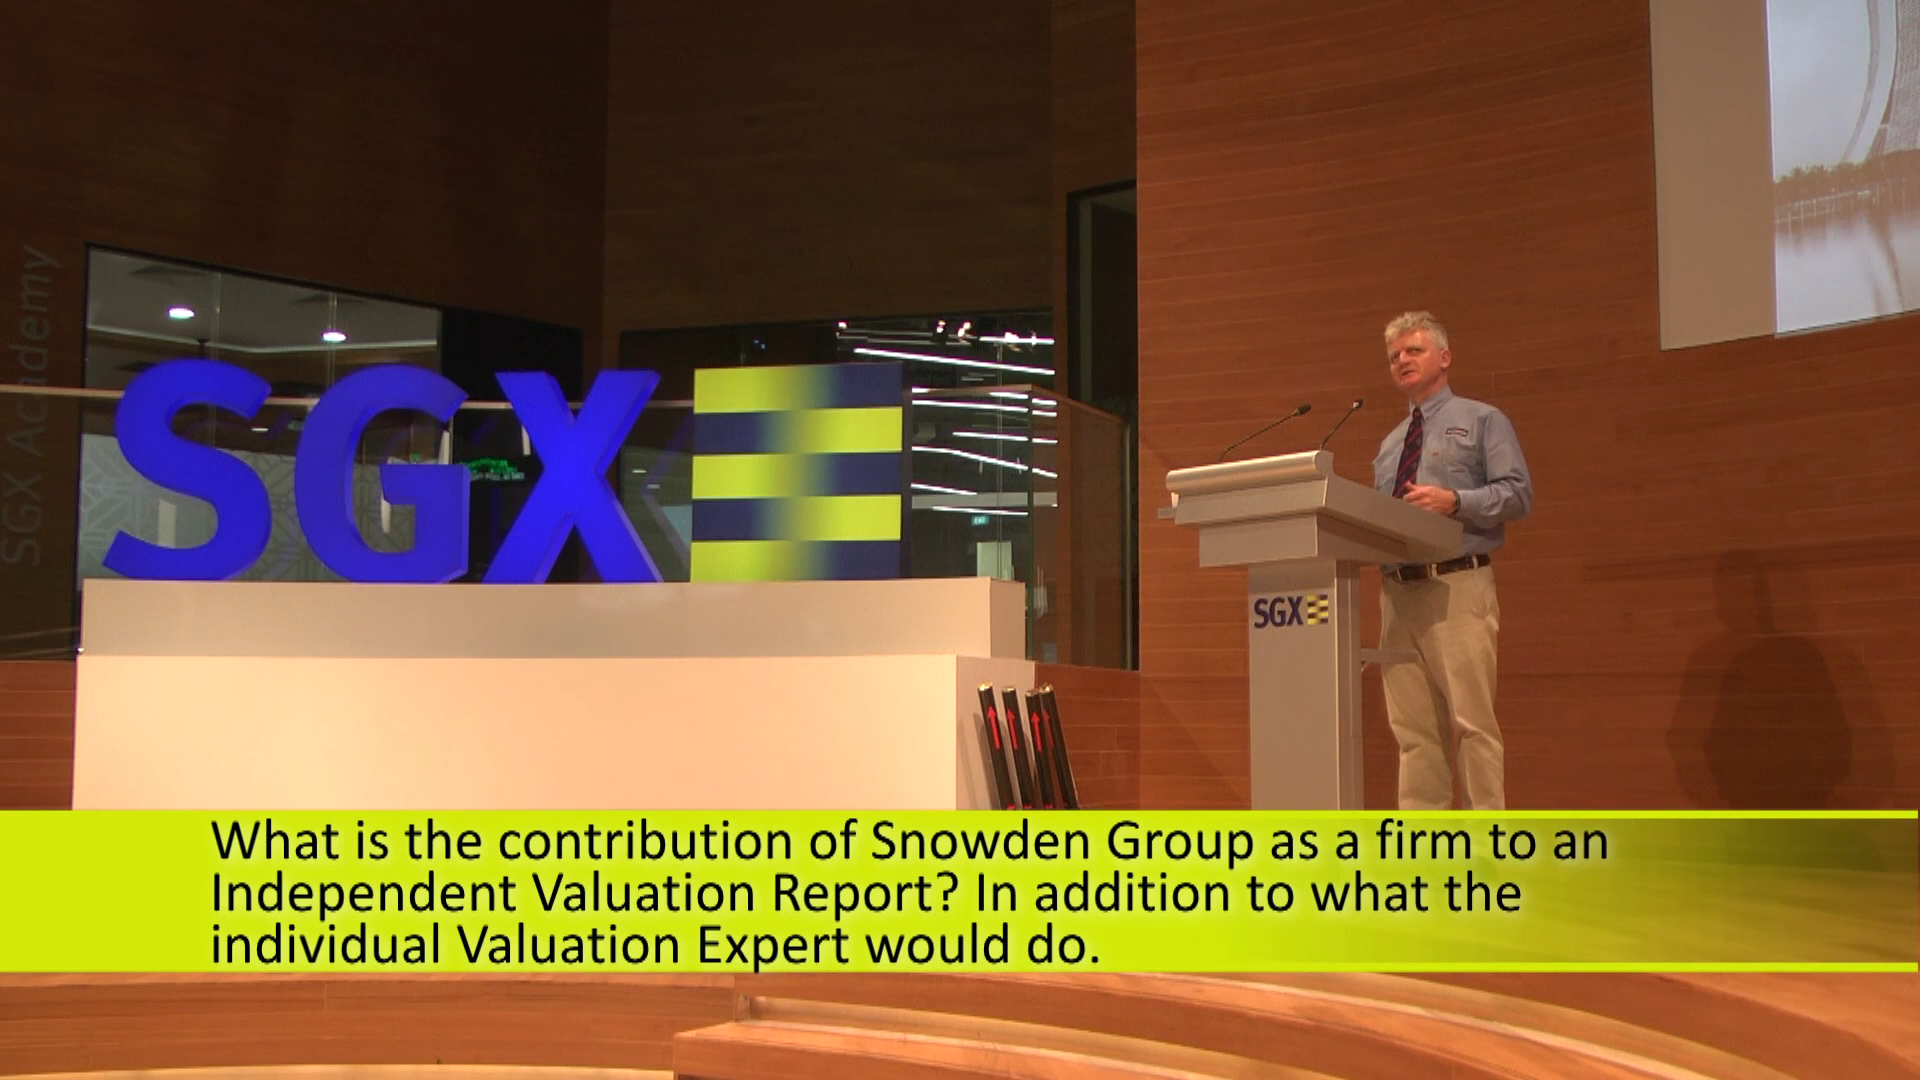 SGX Academy
SGX
SGX
What is the contribution of Snowden Group as a firm to an
Independent Valuation Report? In addition to what the
individual Valuation Expert would do.